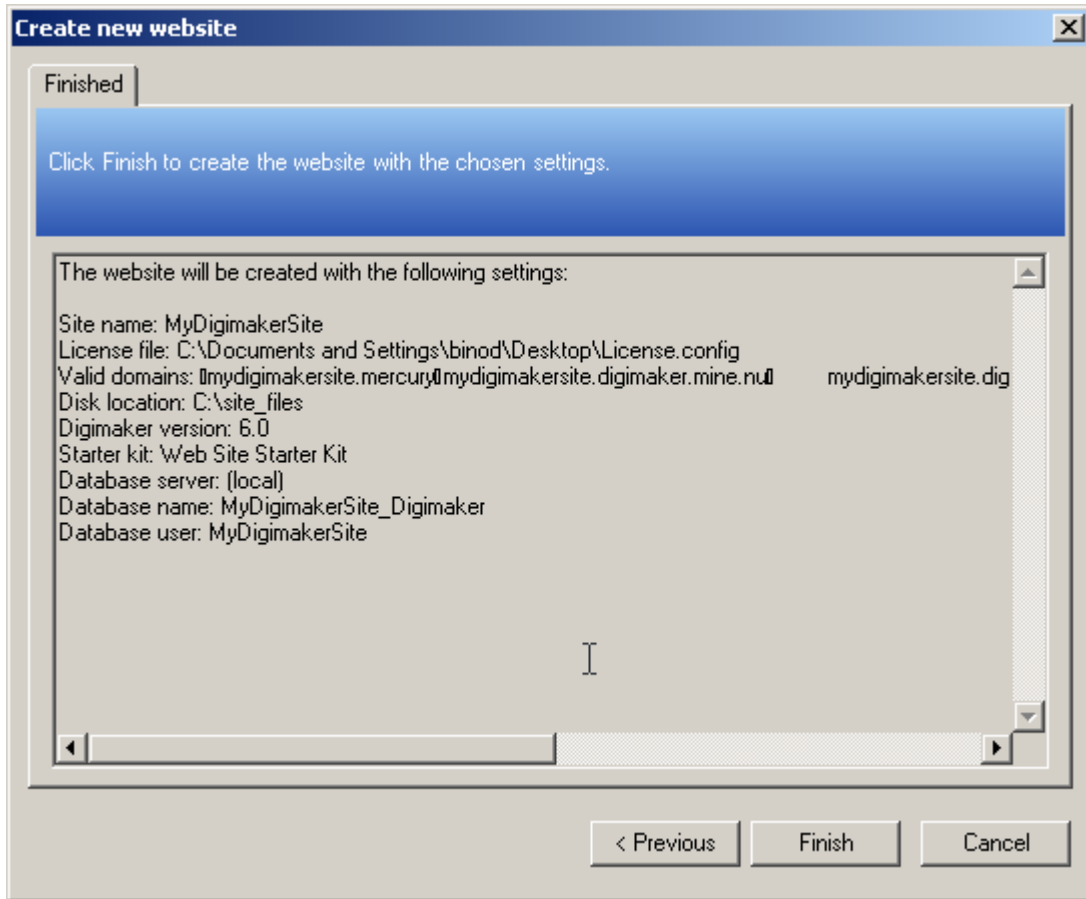 Create new website
Finished
Click Finish to create the website with the chosen settings.
The website will be created with the following settings:
Site name: MyDigimakerSite
License file: C:\Documents and Settings\binod\Desktop\License.config
Valid domains: ▯mydigimakersite.mercury▯mydigimakersite.digimaker.mine.nu▯ mydigimakersite.dig
Disk location: C:\site_files
Digimaker version: 6.0
Starter kit: Web Site Starter Kit
Database server: (local)
Database name: MyDigimakerSite_Digimaker
Database user: MyDigimakerSite
< Previous Finish Cancel